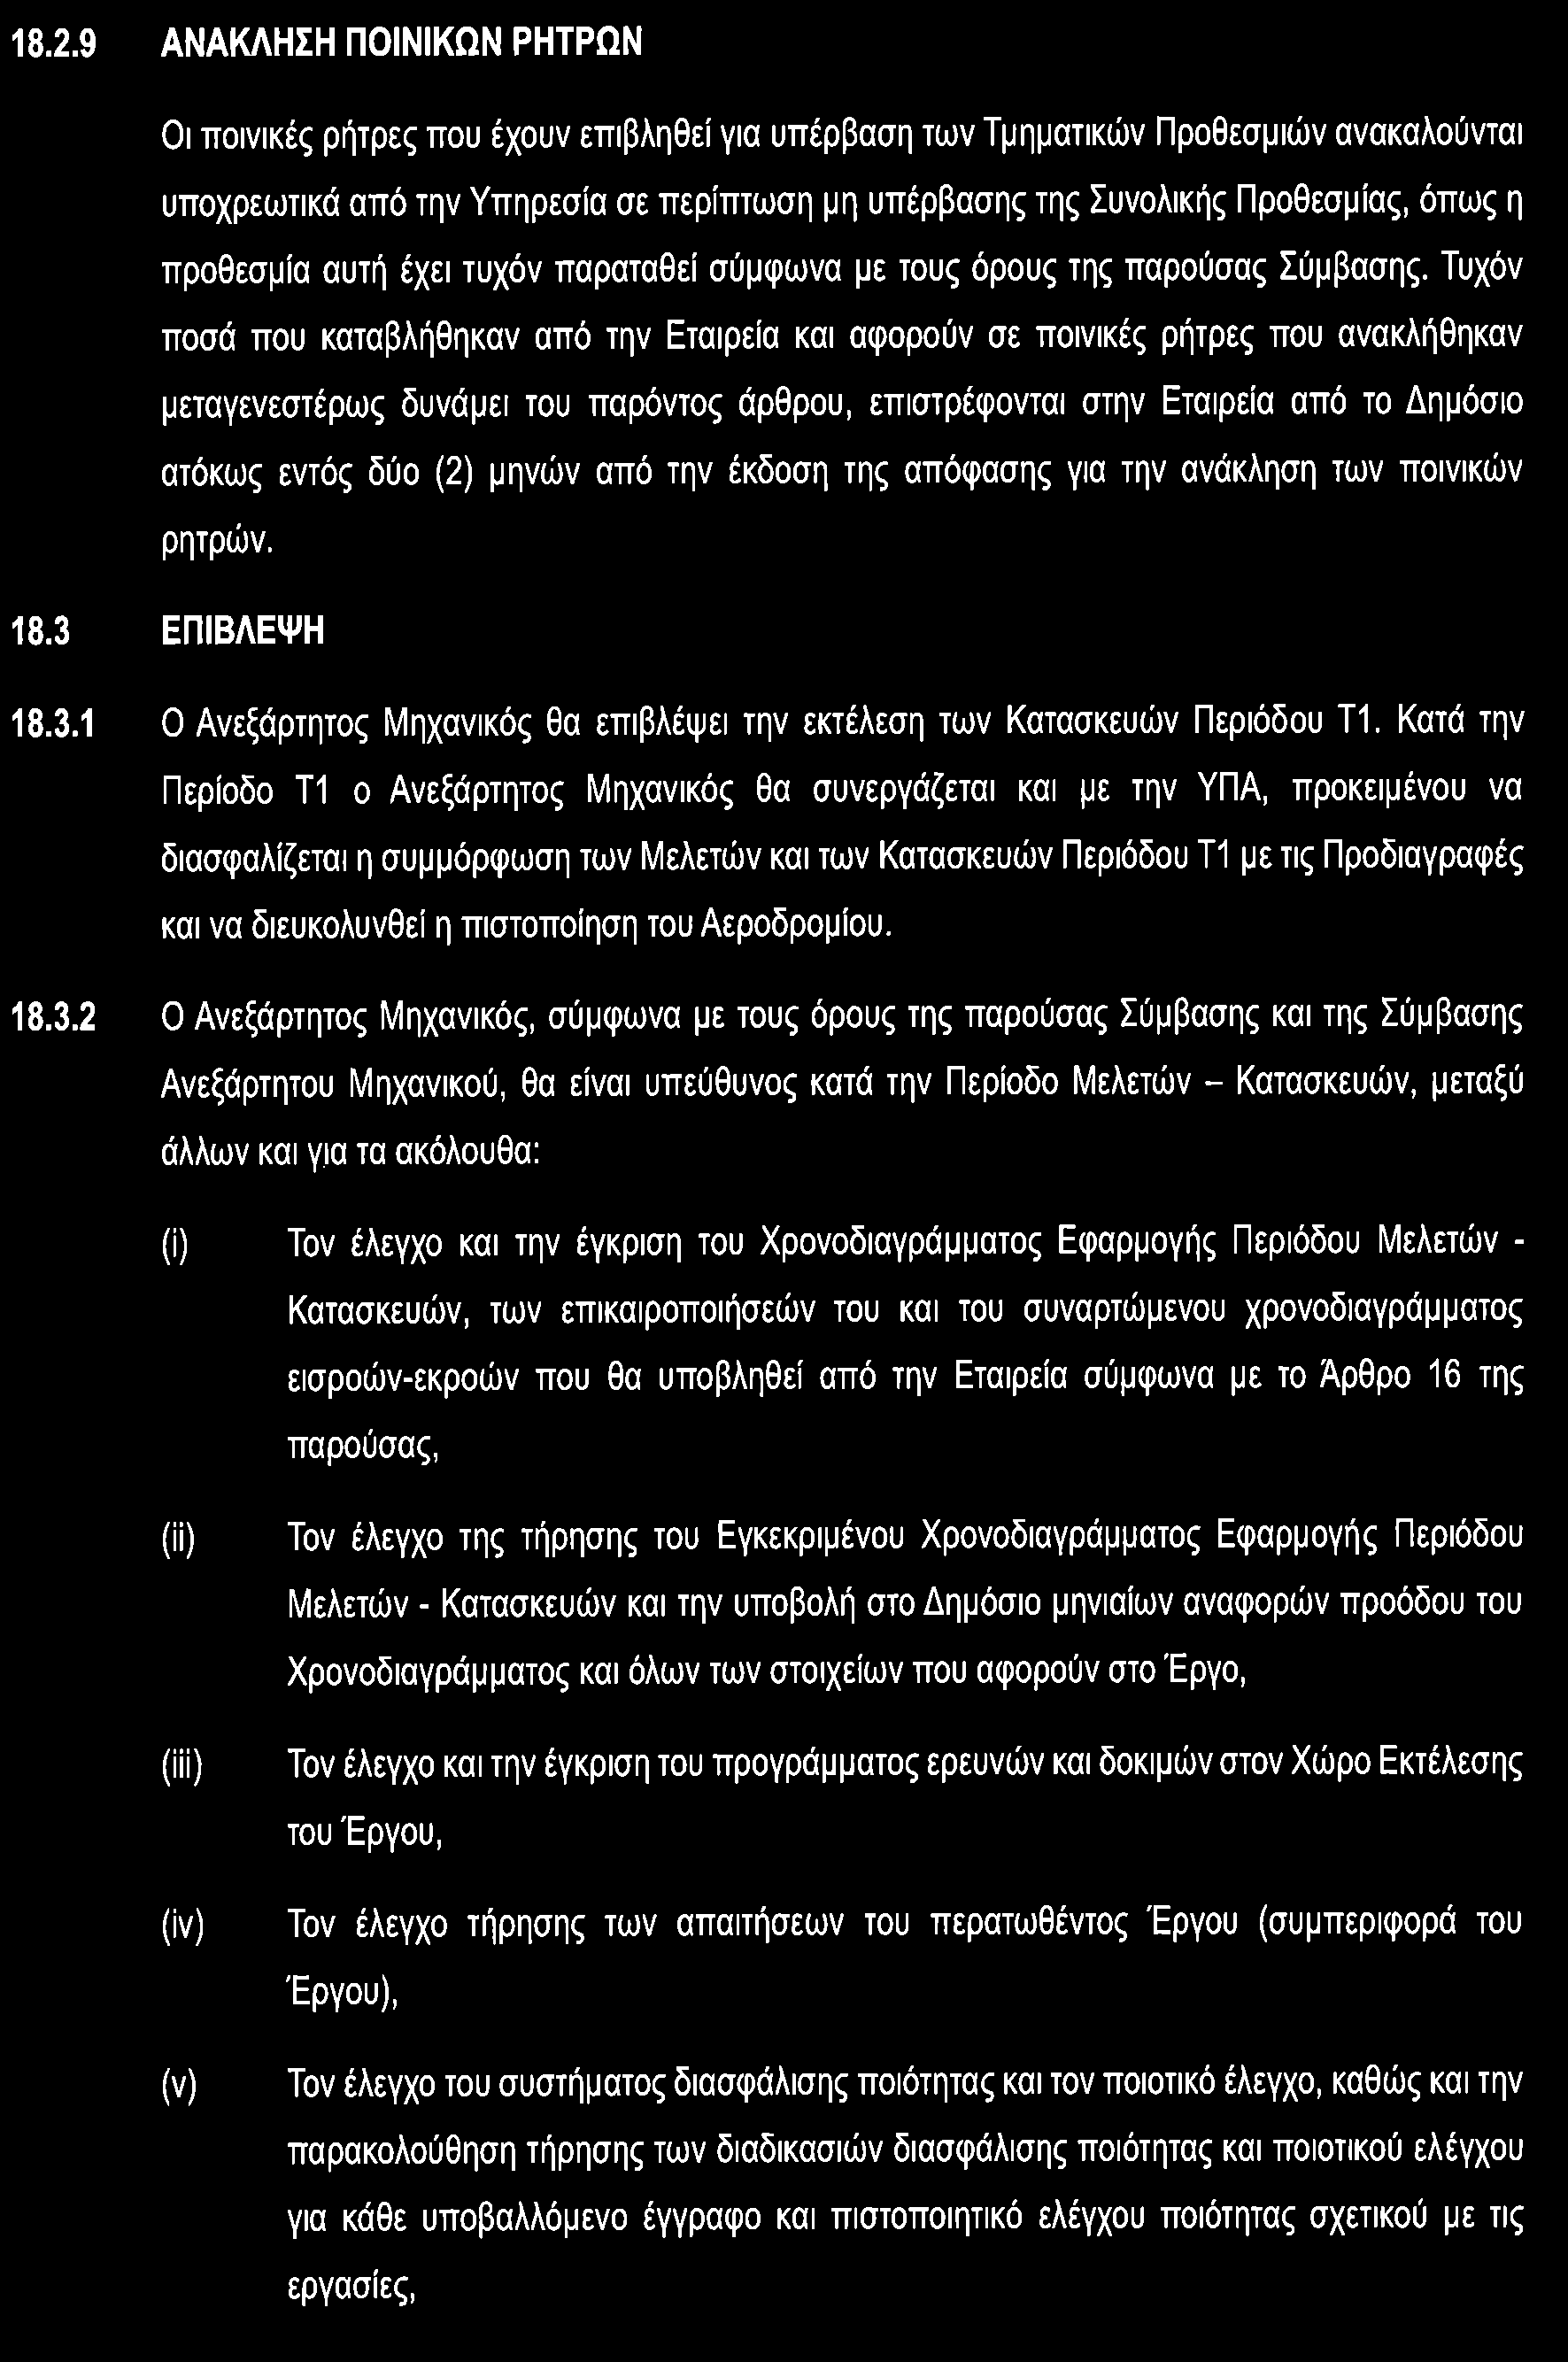 18.2.9 ΑΝΑΚΛΗΣΗ ΠΟΙΝΙΚΩΝ ΡΗΤΡΩΝ
Οι ποινικές ρήτρες που έχουν επιβληθεί για υπέρβαση των Τμηματικών Προθεσμιών ανακαλούνται
υποχρεωτικά από την Υπηρεσία σε περίπτωση μη υπέρβασης της Συνολικής Προθεσμίας, όπως η
προθεσμία αυτή έχει τυχόν παραταθεί σύμφωνα με τους όρους της παρούσας Σύμβασης. Τυχόν
ποσά που καταβλήθηκαν από την Εταιρεία και αφορούν σε ποινικές ρήτρες που ανακλήθηκαν
μεταγενεστέρως δυνάμει του παρόντος άρθρου, επιστρέφονται στην Εταιρεία από το Δημόσιο
ατόκως εντός δύο (2) μηνών από την έκδοση της απόφασης για την ανάκληση των ποινικών
ρητρών.
18.3 ΕΠΙΒΛΕΨΗ
18.3.1 Ο Ανεξάρτητος Μηχανικός θα επιβλέψει την εκτέλεση των Κατασκευών Περιόδου Τ1. Κατά την
Περίοδο Τ1 ο Ανεξάρτητος Μηχανικός θα συνεργάζεται και με την ΥΠΑ, προκειμένου να
διασφαλίζεται η συμμόρφωση των Μελετών και των Κατασκευών Περιόδου Τ1 με τις Προδιαγραφές
και να διευκολυνθεί η πιστοποίηση του Αεροδρομίου.
18.3.2 Ο Ανεξάρτητος Μηχανικός, σύμφωνα με τους όρους της παρούσας Σύμβασης και της Σύμβασης
Ανεξάρτητου Μηχανικού, θα είναι υπεύθυνος κατά την Περίοδο Μελετών – Κατασκευών, μεταξύ
άλλων και για τα ακόλουθα:
(i) Τον έλεγχο και την έγκριση του Χρονοδιαγράμματος Εφαρμογής Περιόδου Μελετών -
Κατασκευών, των επικαιροποιήσεών του και του συναρτώμενου χρονοδιαγράμματος
εισροών-εκροών που θα υποβληθεί από την Εταιρεία σύμφωνα με το Άρθρο 16 της
παρούσας,
(ii) Τον έλεγχο της τήρησης του Εγκεκριμένου Χρονοδιαγράμματος Εφαρμογής Περιόδου
Μελετών - Κατασκευών και την υποβολή στο Δημόσιο μηνιαίων αναφορών προόδου του
Χρονοδιαγράμματος και όλων των στοιχείων που αφορούν στο Έργο,
(iii) Τον έλεγχο και την έγκριση του προγράμματος ερευνών και δοκιμών στον Χώρο Εκτέλεσης
του Έργου,
(iv) Τον έλεγχο τήρησης των απαιτήσεων του περατωθέντος Έργου (συμπεριφορά του
Έργου),
(v) Τον έλεγχο του συστήματος διασφάλισης ποιότητας και τον ποιοτικό έλεγχο, καθώς και την
παρακολούθηση τήρησης των διαδικασιών διασφάλισης ποιότητας και ποιοτικού ελέγχου
για κάθε υποβαλλόμενο έγγραφο και πιστοποιητικό ελέγχου ποιότητας σχετικού με τις
εργασίες,